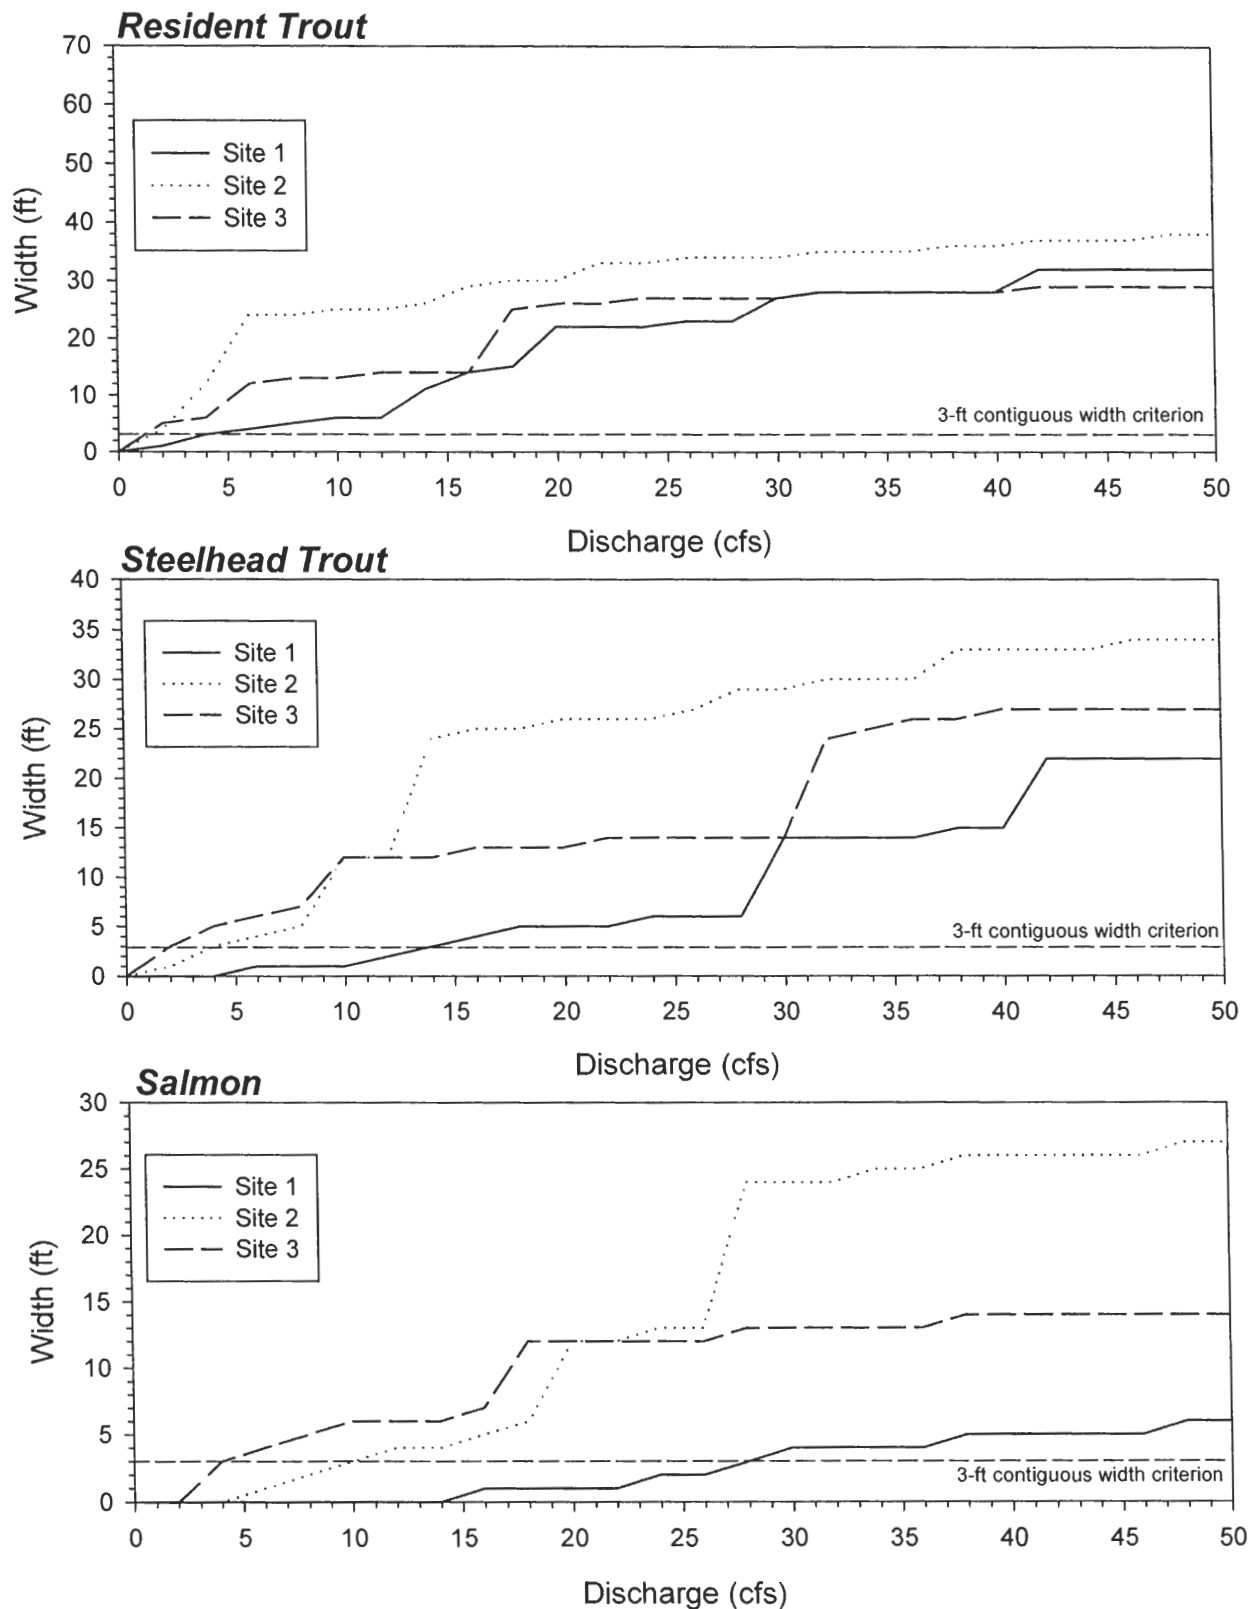 Resident Trout
70
60
50
40
30
20
10
0
Width (ft)
Site 1
Site 2
Site 3
3-ft contiguous width criterion
0 5 10 15 20 25 30 35 40 45 50
Discharge (cfs)
Steelhead Trout
40
35
30
25
20
15
10
5
0
Width (ft)
Site 1
Site 2
Site 3
3-ft contiguous width criterion
0 5 10 15 20 25 30 35 40 45 50
Discharge (cfs)
Salmon
30
25
20
15
10
5
0
Width (ft)
Site 1
Site 2
Site 3
3-ft contiguous width criterion
0 5 10 15 20 25 30 35 40 45 50
Discharge (cfs)